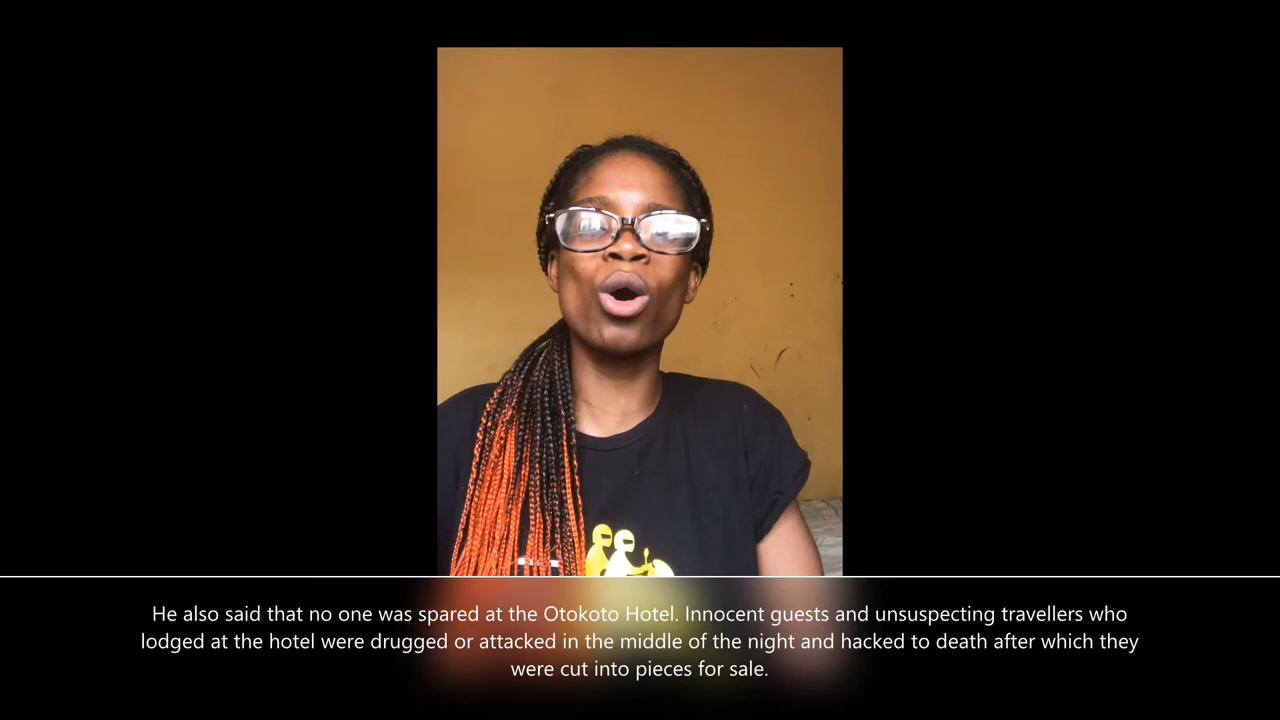 He also said that no one was spared at the Otokoto Hotel. Innocent guests and unsuspecting travellers who
lodged at the hotel were drugged or attacked in the middle of the night and hacked to death after which they
were cut into pieces for sale.